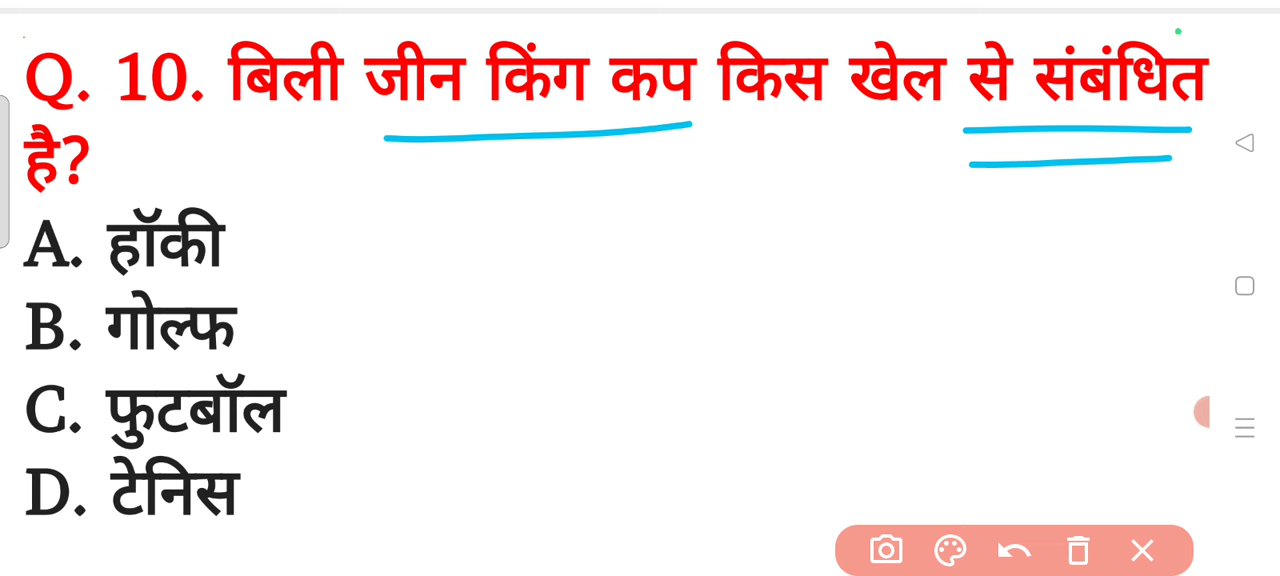 Q. 10. बिली जीन किंग कप किस खेल से संबंधित
है?
A. हॉकी
B. गोल्फ
C. फुटबॉल
D. टेनिस